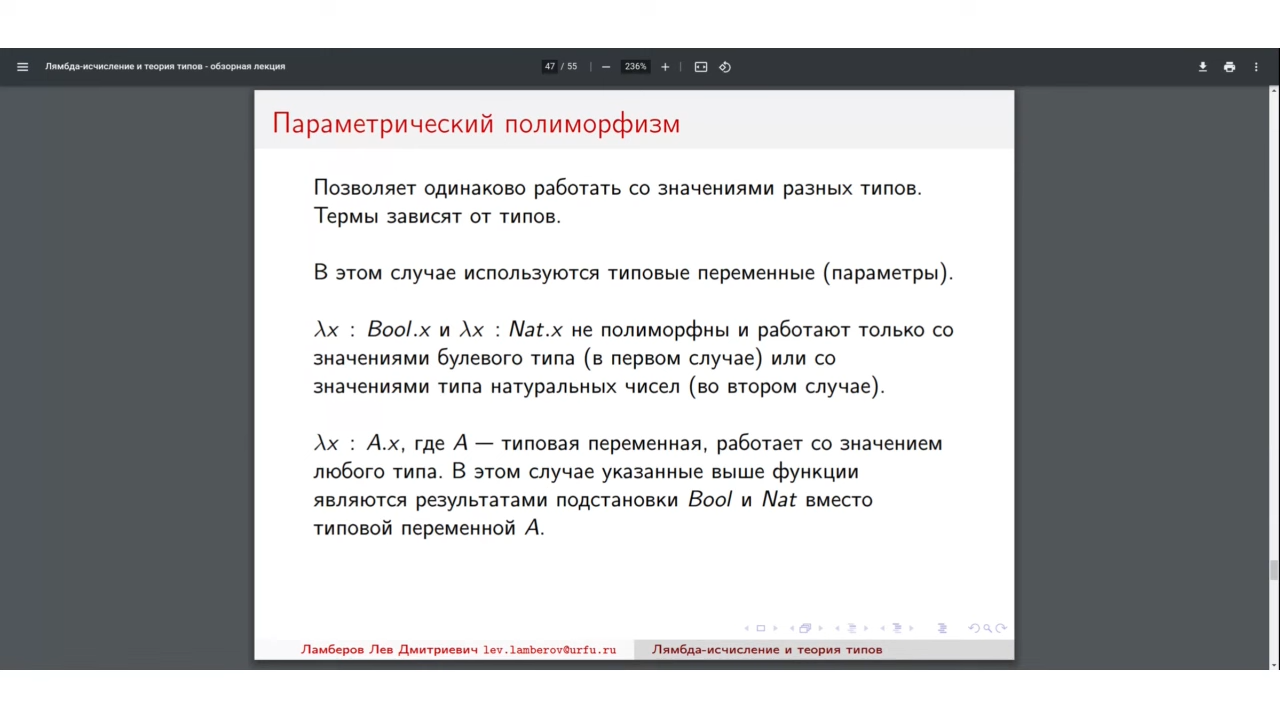 Лямбда-исчисление и теория типов - обзорная лекция
47 / 55
236%
Параметрический полиморфизм
Позволяет одинаково работать со значениями разных типов.
Термы зависят от типов.
В этом случае используются типовые переменные (параметры).
λx : Bool.x и λx : Nat.x не полиморфны и работают только со
значениями булевого типа (в первом случае) или со
значениями типа натуральных чисел (во втором случае).
λx : A.x, где A — типовая переменная, работает со значением
любого типа. В этом случае указанные выше функции
являются результатами подстановки Bool и Nat вместо
типовой переменной A.
Ламберов Лев Дмитриевич lev.lamberov@urfu.ru
Лямбда-исчисление и теория типов